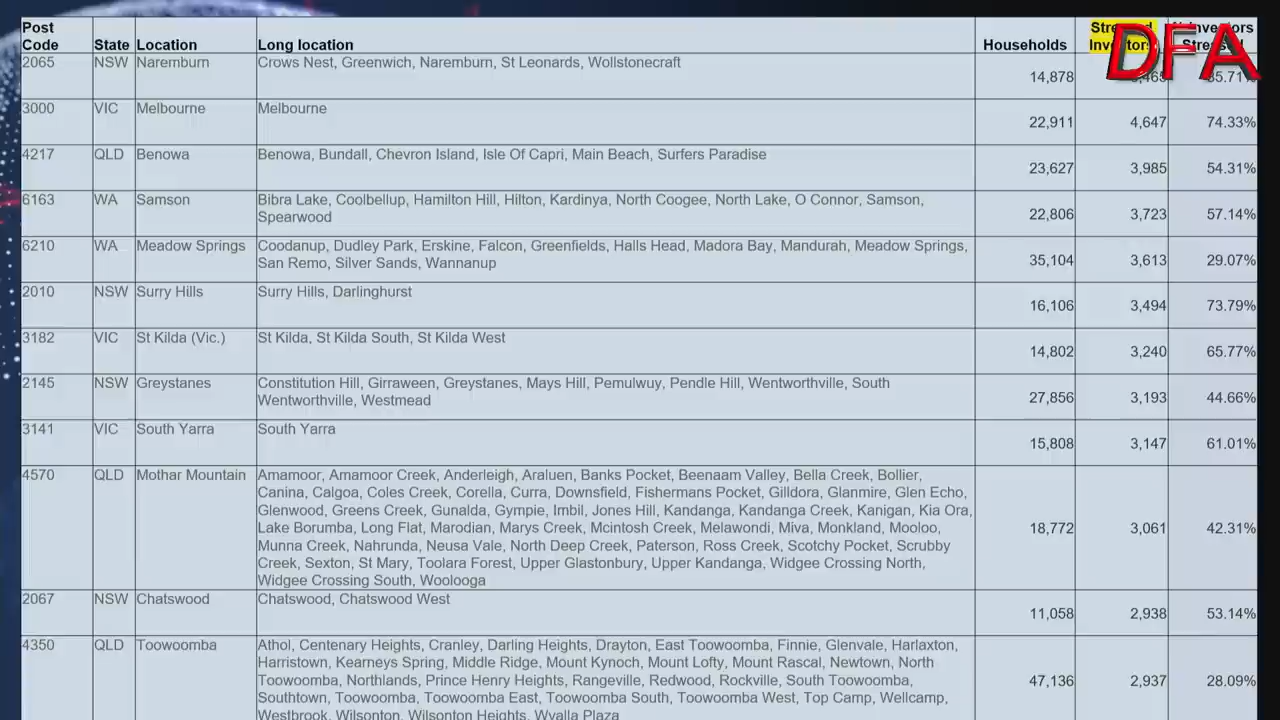 DFA
Post Code State Location Long location Households
2065 NSW Naremburn Crows Nest, Greenwich, Naremburn, St Leonards, Wollstonecraft 14,878
3000 VIC Melbourne Melbourne 22,911 4,647 74.33%
4217 QLD Benowa Benowa, Bundall, Chevron Island, Isle Of Capri, Main Beach, Surfers Paradise 23,627 3,985 54.31%
6163 WA Samson Bibra Lake, Coolbellup, Hamilton Hill, Hilton, Kardinya, North Coogee, North Lake, O Connor, Samson,
Spearwood 22,806 3,723 57.14%
6210 WA Meadow Springs Coodanup, Dudley Park, Erskine, Falcon, Greenfields, Halls Head, Madora Bay, Mandurah, Meadow Springs,
San Remo, Silver Sands, Wannanup 35,104 3,613 29.07%
2010 NSW Surry Hills Surry Hills, Darlinghurst 16,106 3,494 73.79%
3182 VIC St Kilda (Vic.) St Kilda, St Kilda South, St Kilda West 14,802 3,240 65.77%
2145 NSW Greystanes Constitution Hill, Girraween, Greystanes, Mays Hill, Pemulwuy, Pendle Hill, Wentworthville, South
Wentworthville, Westmead 27,856 3,193 44.66%
3141 VIC South Yarra South Yarra 15,808 3,147 61.01%
4570 QLD Mothar Mountain Amamoor, Amamoor Creek, Anderleigh, Araluen, Banks Pocket, Beenaam Valley, Bella Creek, Bollier,
Canina, Calgoa, Coles Creek, Corella, Curra, Downsfield, Fishermans Pocket, Gilldora, Glanmire, Glen Echo,
Glenwood, Greens Creek, Gunalda, Gympie, Imbil, Jones Hill, Kandanga, Kandanga Creek, Kanigan, Kia Ora,
Lake Borumba, Long Flat, Marodian, Marys Creek, Mcintosh Creek, Melawondi, Miva, Monkland, Mooloo,
Munna Creek, Nahrunda, Neusa Vale, North Deep Creek, Paterson, Ross Creek, Scotchy Pocket, Scrubby
Creek, Sexton, St Mary, Toolara Forest, Upper Glastonbury, Upper Kandanga, Widgee Crossing North,
Widgee Crossing South, Woolooga 18,772 3,061 42.31%
2067 NSW Chatswood Chatswood, Chatswood West 11,058 2,938 53.14%
4350 QLD Toowoomba Athol, Centenary Heights, Cranley, Darling Heights, Drayton, East Toowoomba, Finnie, Glenvale, Harlaxton,
Harristown, Kearneys Spring, Middle Ridge, Mount Kynoch, Mount Lofty, Mount Rascal, Newtown, North
Toowoomba, Northlands, Prince Henry Heights, Rangeville, Redwood, Rockville, South Toowoomba,
Southtown, Toowoomba, Toowoomba East, Toowoomba South, Toowoomba West, Top Camp, Wellcamp,
Westbrook, Wilsonton, Wilsonton Heights, Wyalla Plaza 47,136 2,937 28.09%